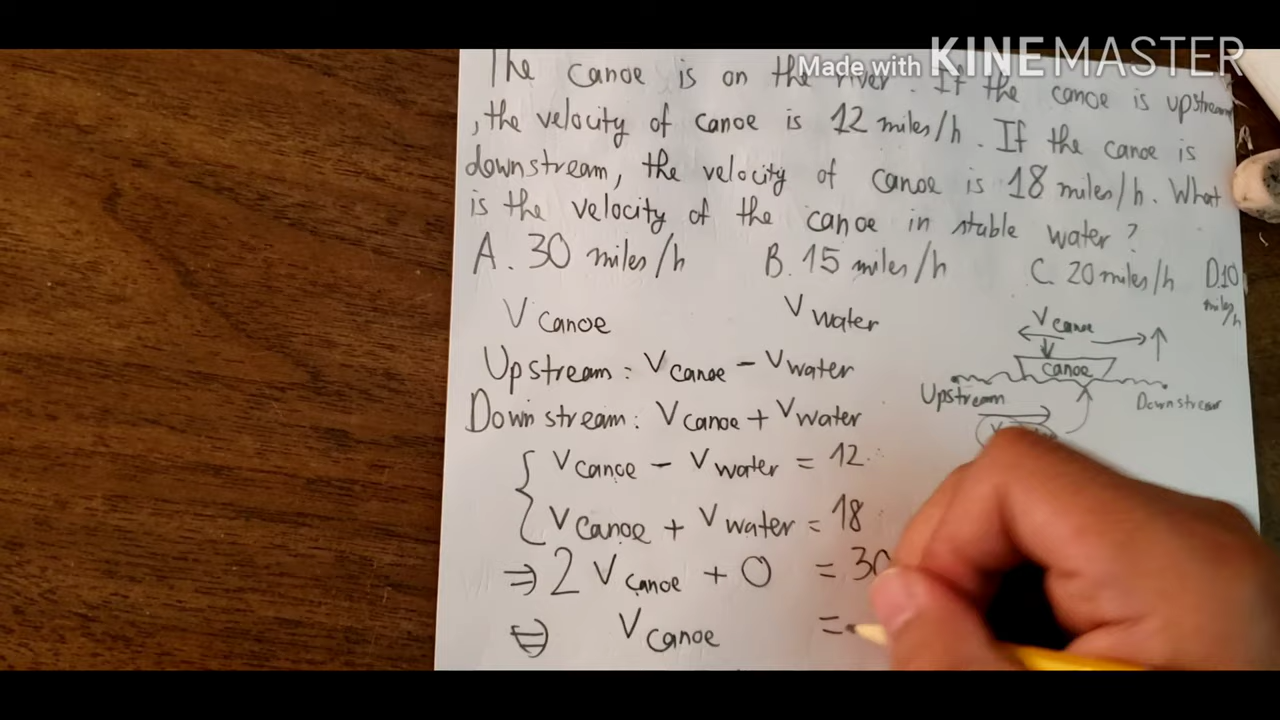 Made with KINEMASTER
The canoe is on the river. If the canoe is upstream
, the velocity of canoe is 12 miles/h. If the canoe is
downstream, the velocity of canoe is 18 miles/h. What
is the velocity of the canoe in stable water?
A. 30 miles/h B. 15 miles/h C. 20 miles/h D.10
miles/h
V canoe V water
V canoe
canoe
Upstream Downstream
Upstream: V canoe - V water
Down stream: V canoe + V water
V canoe - V water = 12
V canoe + V water = 18
⇒ 2 V canoe + 0 = 30
⇔ V canoe =